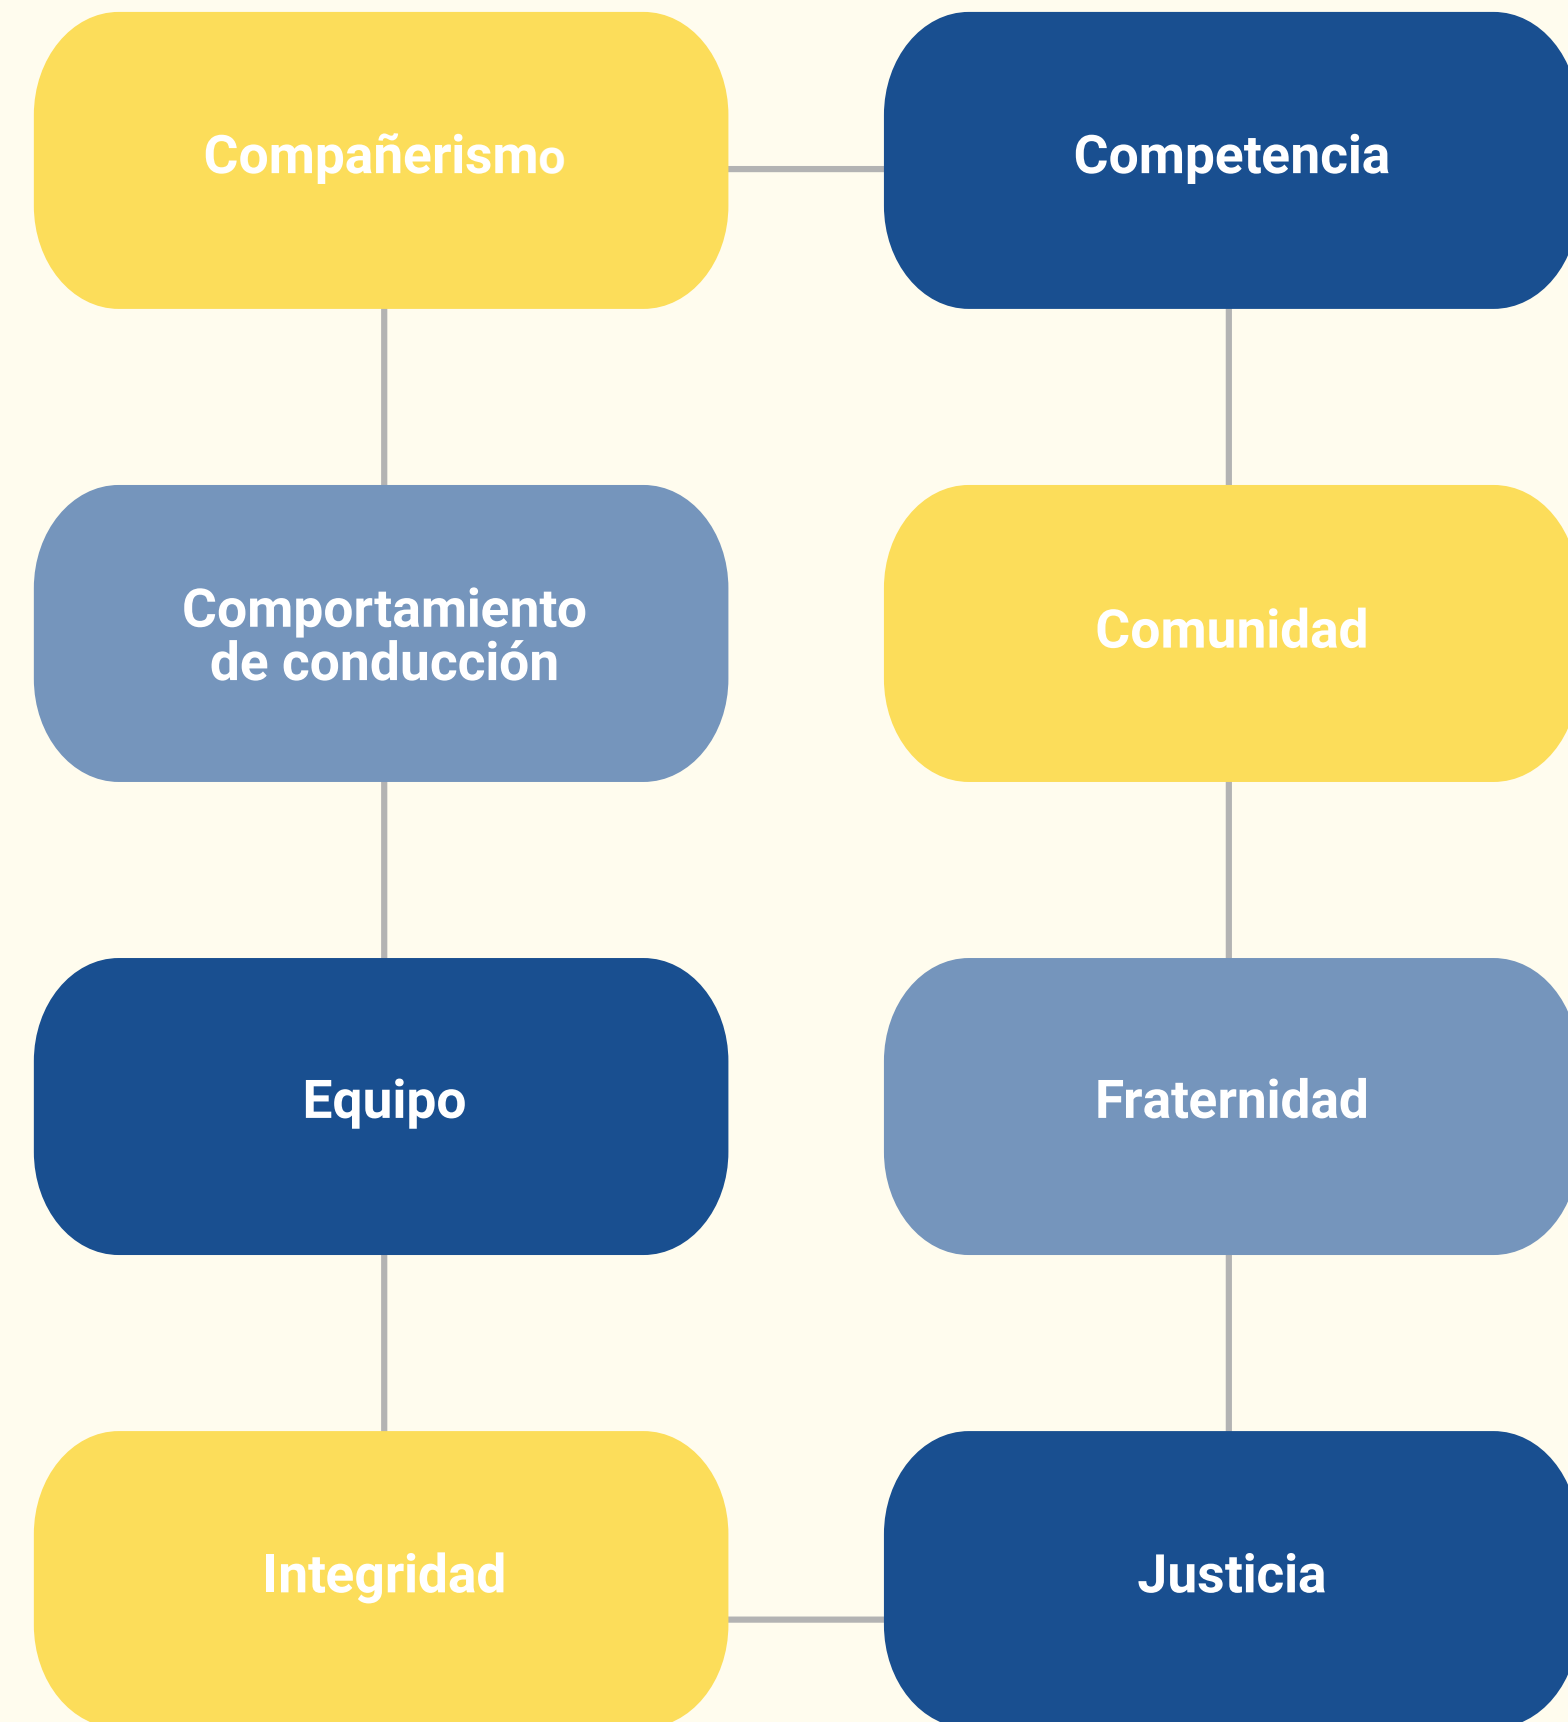 Compañerismo
Competencia
Comportamiento
de conducción
Comunidad
Equipo
Fraternidad
Integridad
Justicia